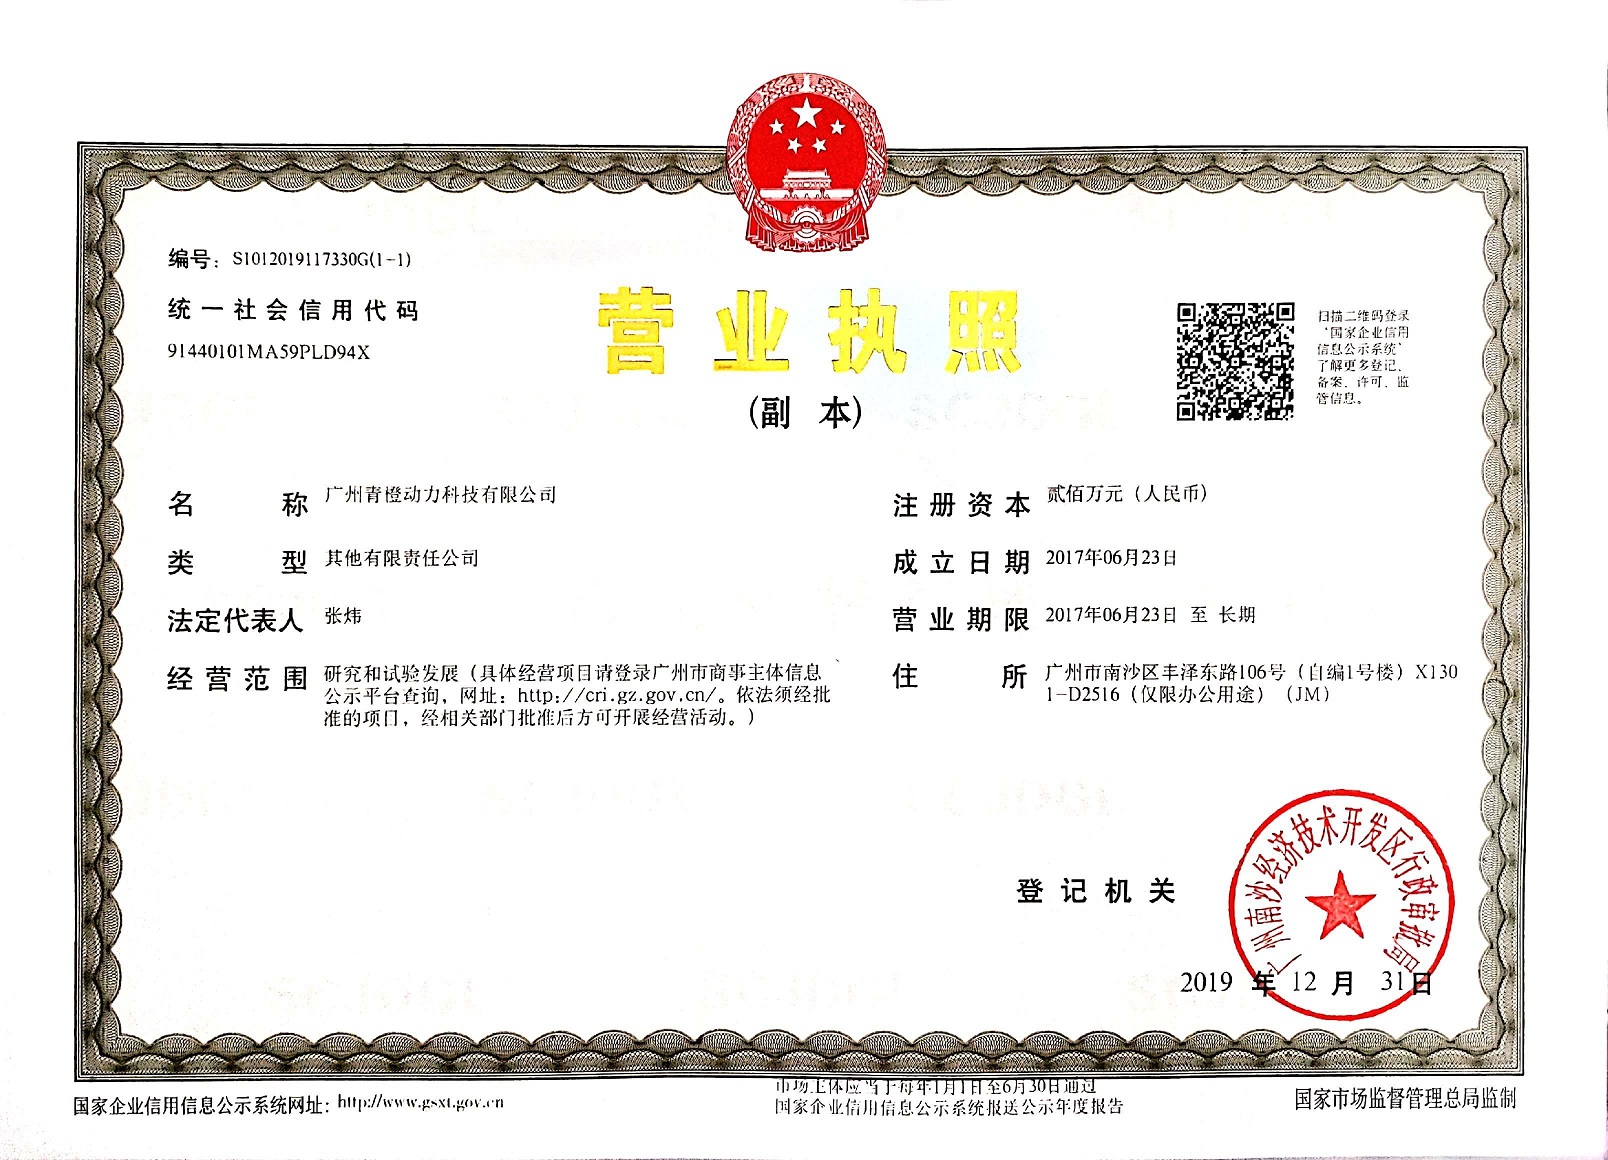 编号：S1012019117330G(1-1)
统一社会信用代码
91440101MA59PLD94X
营业执照
(副本)
扫描二维码登录
‘国家企业信用
信息公示系统’
了解更多登记、
备案、许可、监
管信息。
名称 广州青橙动力科技有限公司
类型 其他有限责任公司
法定代表人 张炜
经营范围 研究和试验发展（具体经营项目请登录广州市商事主体信息
公示平台查询，网址：http://cri.gz.gov.cn/。依法须经批
准的项目，经相关部门批准后方可开展经营活动。）
注册资本 贰佰万元（人民币）
成立日期 2017年06月23日
营业期限 2017年06月23日 至 长期
住所 广州市南沙区丰泽东路106号（自编1号楼）X130
1-D2516（仅限办公用途）（JM）
登记机关
广州南沙经济技术开发区行政审批局
2019 年 12 月 31日
国家企业信用信息公示系统网址：http://www.gsxt.gov.cn
市场主体应当于每年1月1日至6月30日通过
国家企业信用信息公示系统报送公示年度报告
国家市场监督管理总局监制